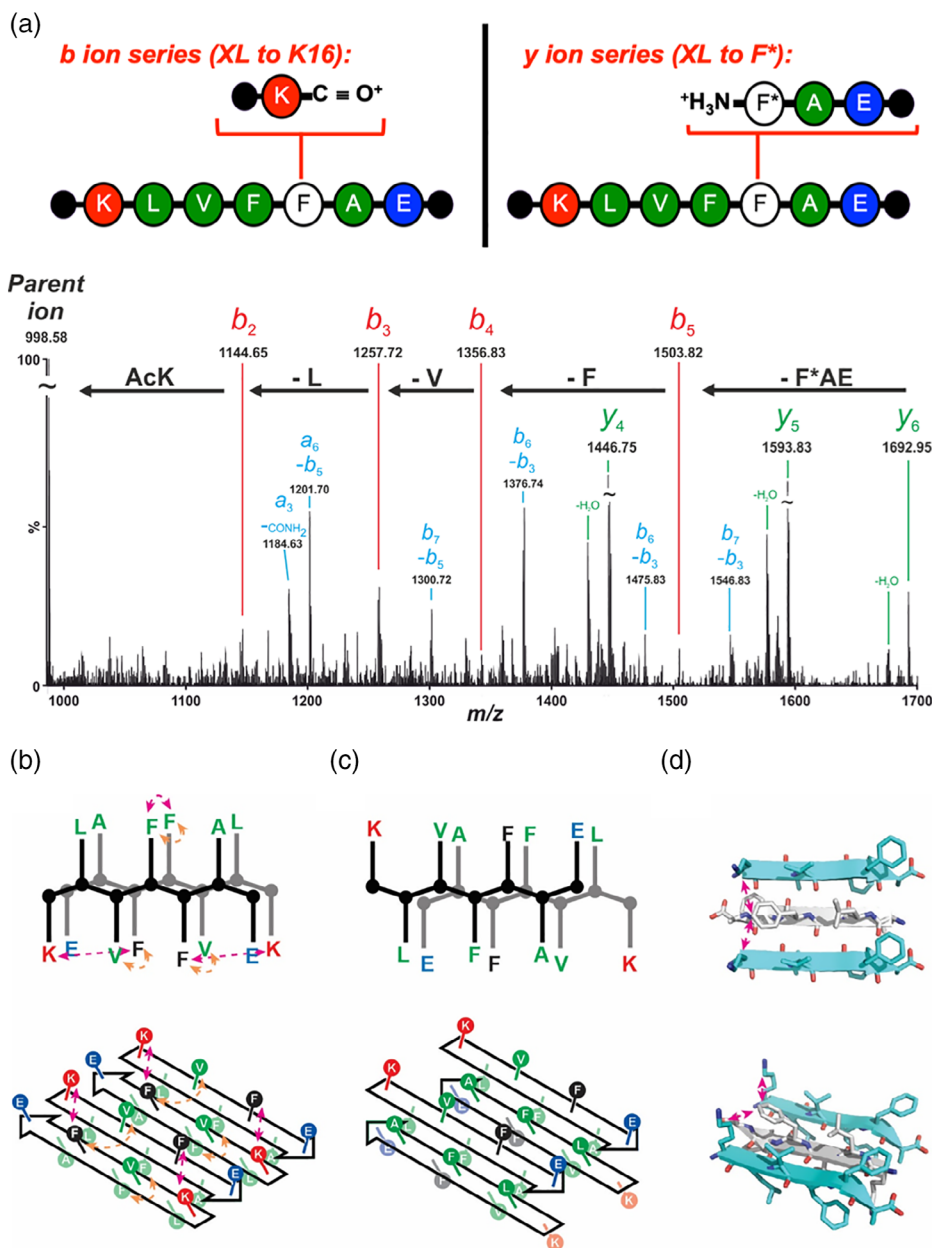 (a)
b ion series (XL to K16):
y ion series (XL to F*):
K C ≡ O⁺
⁺H₃N F* A E
K L V F F A E
K L V F F A E
Parent
ion
998.58
b₂
b₃
b₄
b₅
1144.65
1257.72
1356.83
1503.82
100
AcK
- L
- V
- F
- F*AE
a₆
-b₅
1201.70
b₆
-b₃
1376.74
y₄
1446.75
y₅
1593.83
y₆
1692.95
a₃
-CONH₂
1184.63
-H₂O
-H₂O
%
b₇
-b₅
1300.72
b₆
-b₃
1475.83
b₇
-b₃
1546.83
-H₂O
0
1000
1100
1200
1300
1400
1500
1600
1700
m/z
(b)
(c)
(d)
L A F F A L
K E V F F V E K
K V A F F E L
L E F F A V K
K
E K V
E K F F L
F V F
F V F E
A L F K E
F K
L
K
K V
A L F
A V E F F E
E F F L A
F F E
F L K
V K